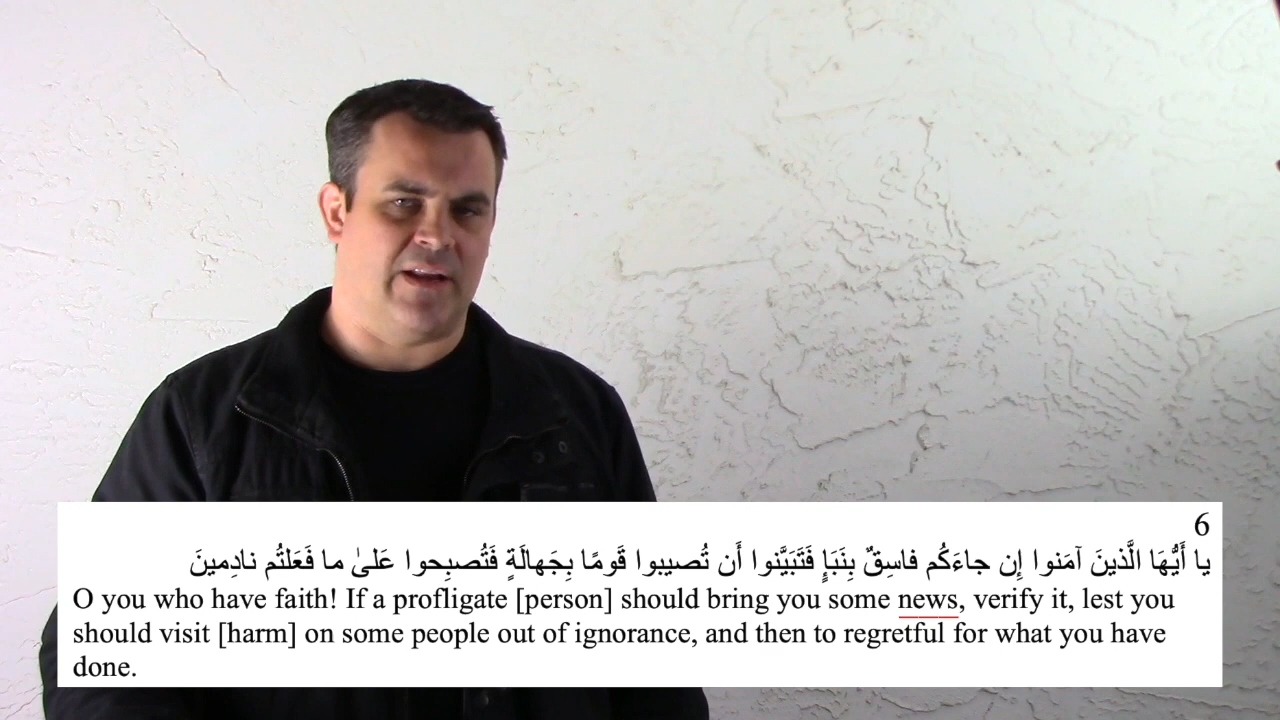 6
يا أَيُّهَا الَّذينَ آمَنوا إِن جاءَكُم فاسِقٌ بِنَبَإٍ فَتَبَيَّنوا أَن تُصيبوا قَومًا بِجَهالَةٍ فَتُصبِحوا عَلىٰ ما فَعَلتُم نادِمينَ
O you who have faith! If a profligate [person] should bring you some news, verify it, lest you
should visit [harm] on some people out of ignorance, and then to regretful for what you have
done.